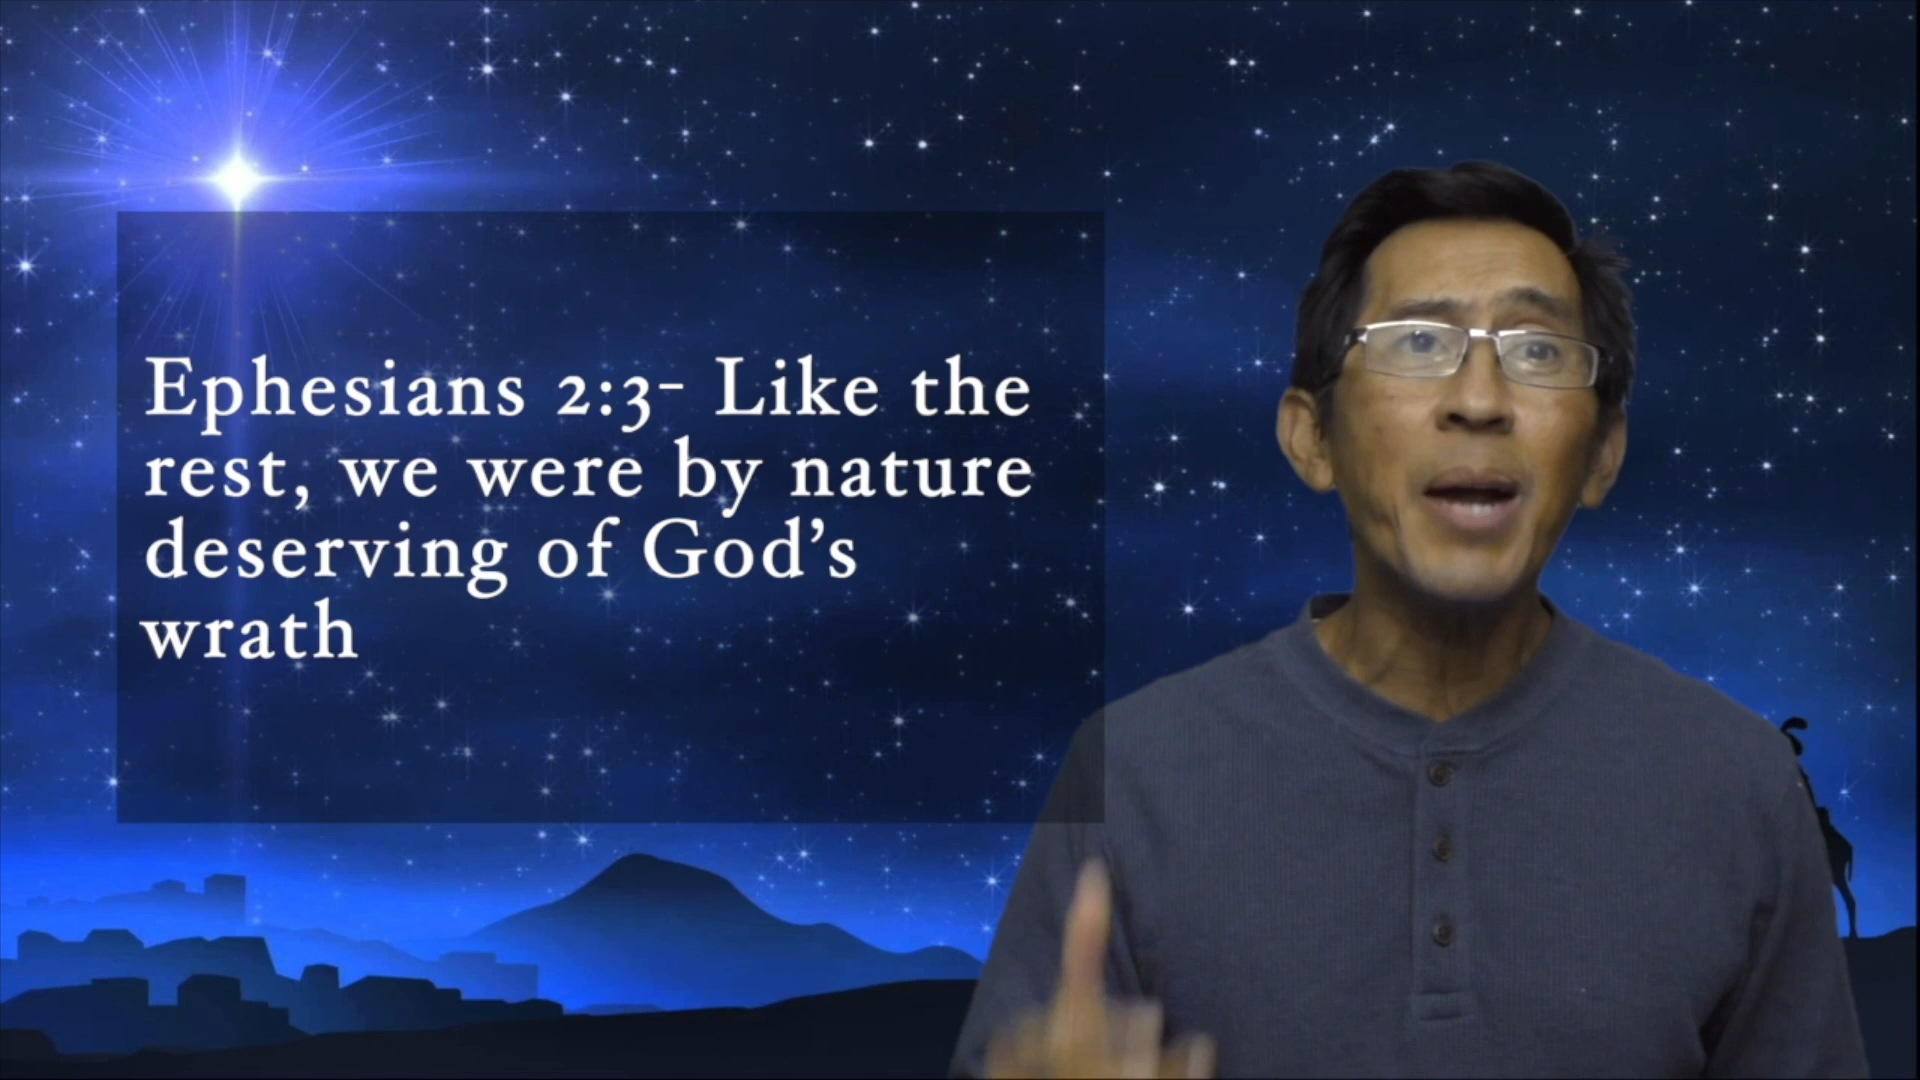 Ephesians 2:3- Like the
rest, we were by nature
deserving of God’s
wrath